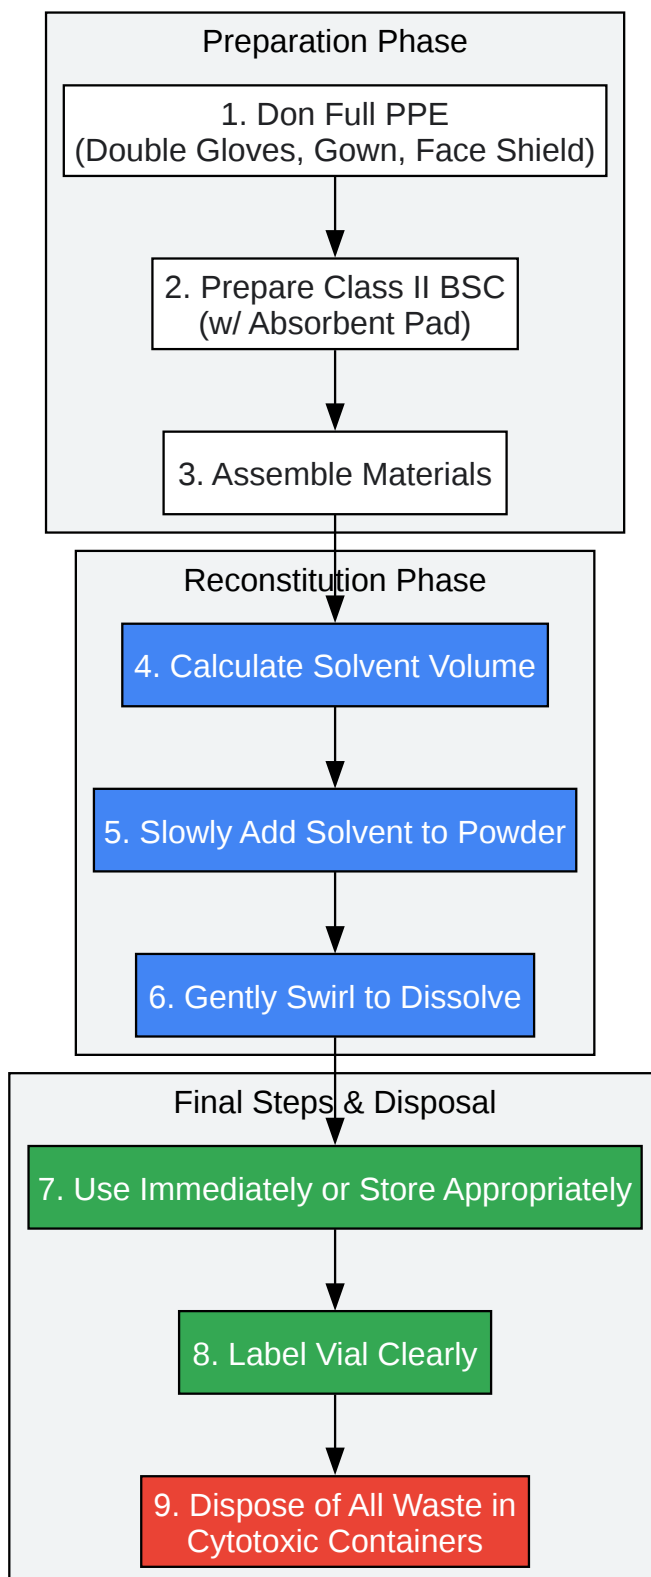 Preparation Phase
1. Don Full PPE
(Double Gloves, Gown, Face Shield)
2. Prepare Class II BSC
(w/ Absorbent Pad)
3. Assemble Materials
Reconstitution Phase
4. Calculate Solvent Volume
5. Slowly Add Solvent to Powder
6. Gently Swirl to Dissolve
Final Steps & Disposal
7. Use Immediately or Store Appropriately
8. Label Vial Clearly
9. Dispose of All Waste in
Cytotoxic Containers